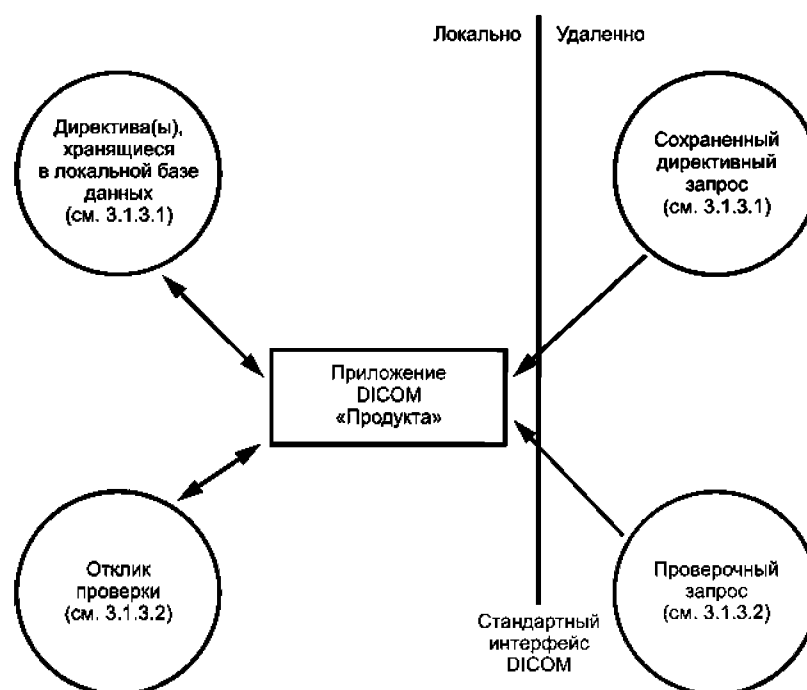 Локально
Удаленно
Директива(ы),
хранящиеся
в локальной базе
данных
(см. 3.1.3.1)
Сохраненный
директивный
запрос
(см. 3.1.3.1)
Приложение
DICOM
«Продукта»
Отклик
проверки
(см. 3.1.3.2)
Проверочный
запрос
(см. 3.1.3.2)
Стандартный
интерфейс
DICOM